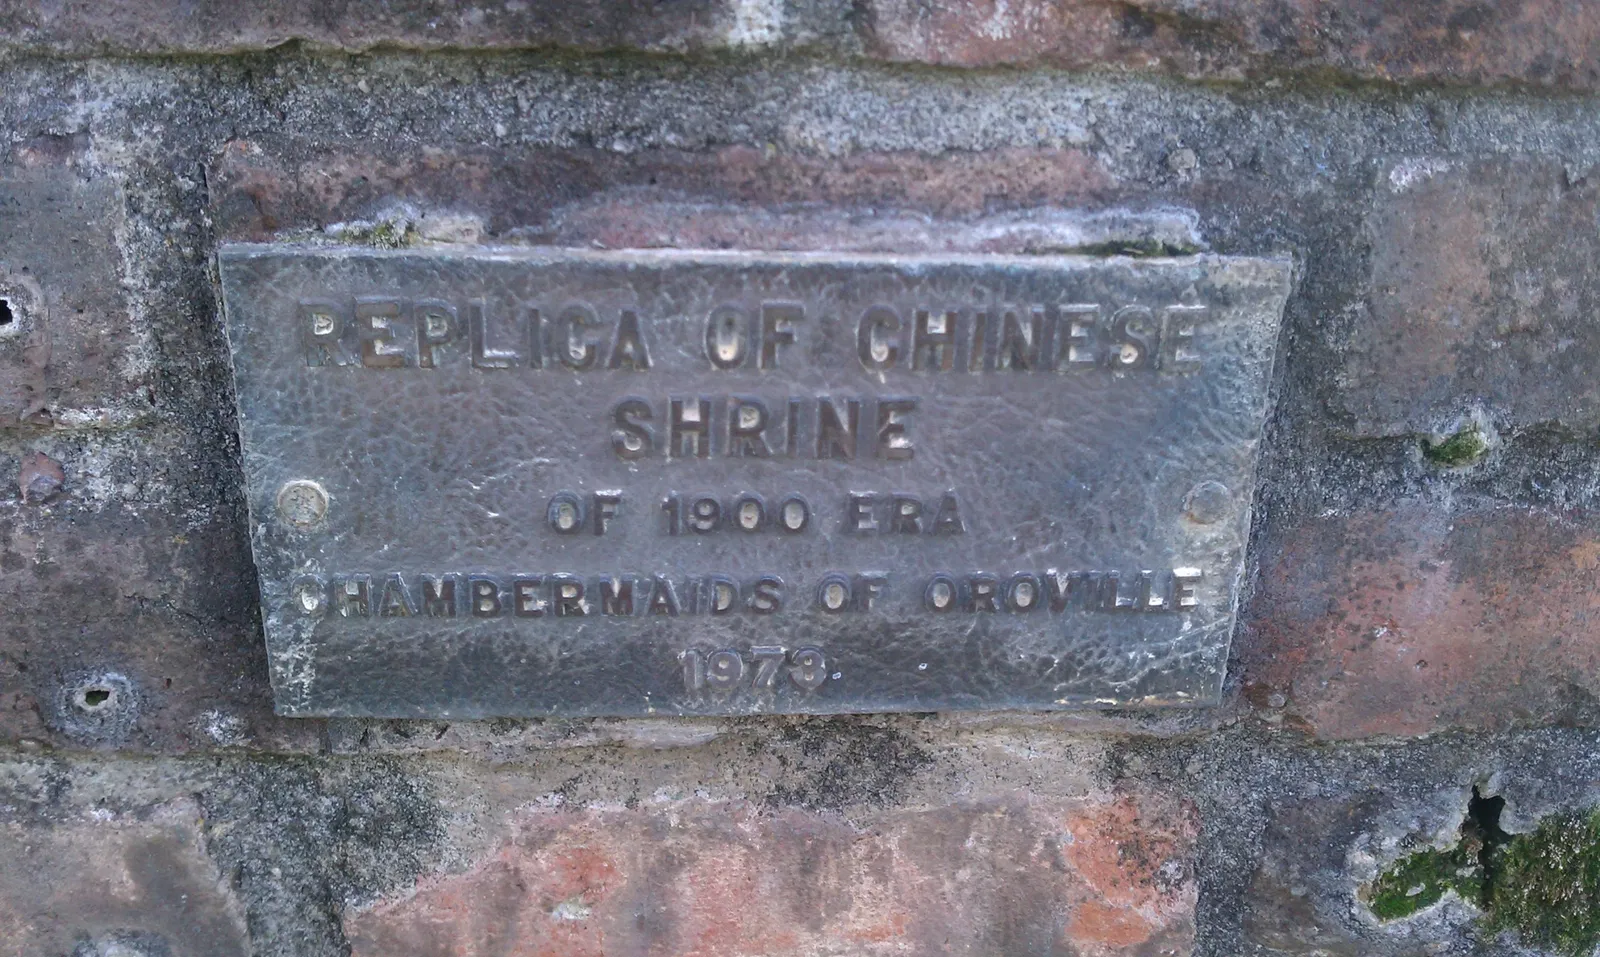 REPLICA OF CHINESE
SHRINE
OF 1900 ERA
CHAMBERMAIDS OF OROVILLE
1973